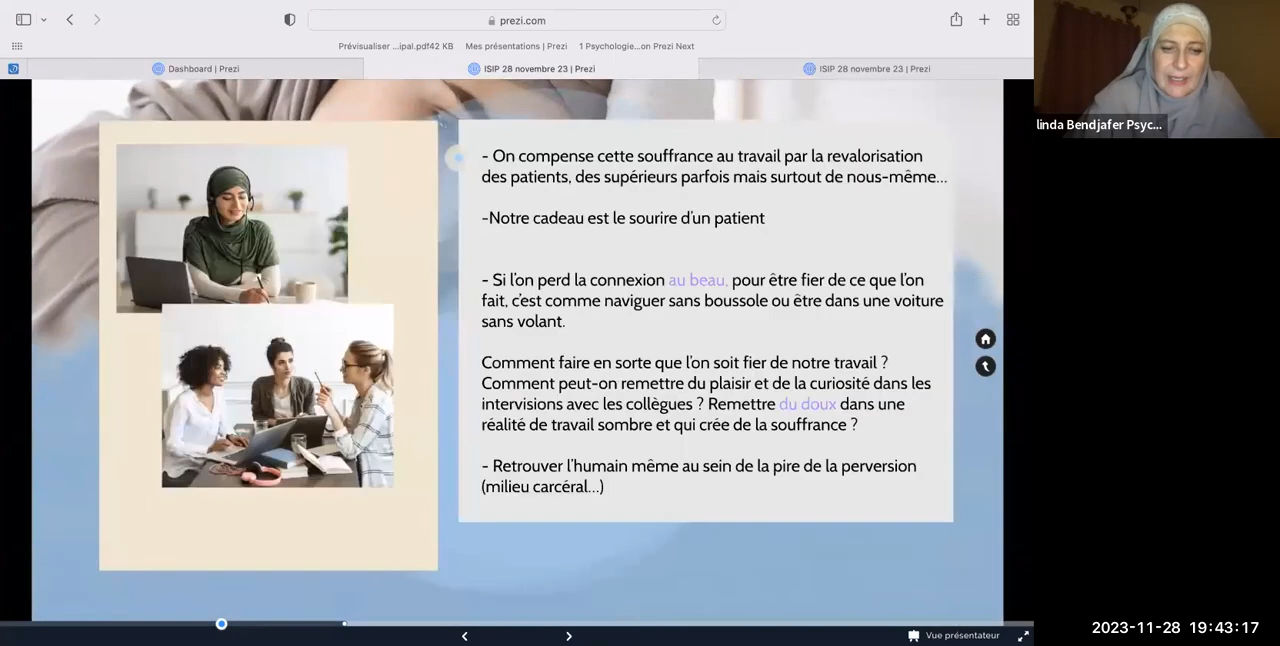 prezi.com
Prévisualiser ...ipal.pdf42 KB Mes présentations | Prezi 1 Psychologie...on Prezi Next
Dashboard | Prezi ISIP 28 novembre 23 | Prezi ISIP 28 novembre 23 | Prezi
linda Bendjafer Psyc...
- On compense cette souffrance au travail par la revalorisation
des patients, des supérieurs parfois mais surtout de nous-même...
-Notre cadeau est le sourire d'un patient
- Si l'on perd la connexion au beau, pour être fier de ce que l'on
fait, c'est comme naviguer sans boussole ou être dans une voiture
sans volant.
Comment faire en sorte que l'on soit fier de notre travail ?
Comment peut-on remettre du plaisir et de la curiosité dans les
intervisions avec les collègues ? Remettre du doux dans une
réalité de travail sombre et qui crée de la souffrance ?
- Retrouver l'humain même au sein de la pire de la perversion
(milieu carcéral...)
Vue présentateur
2023-11-28 19:43:17